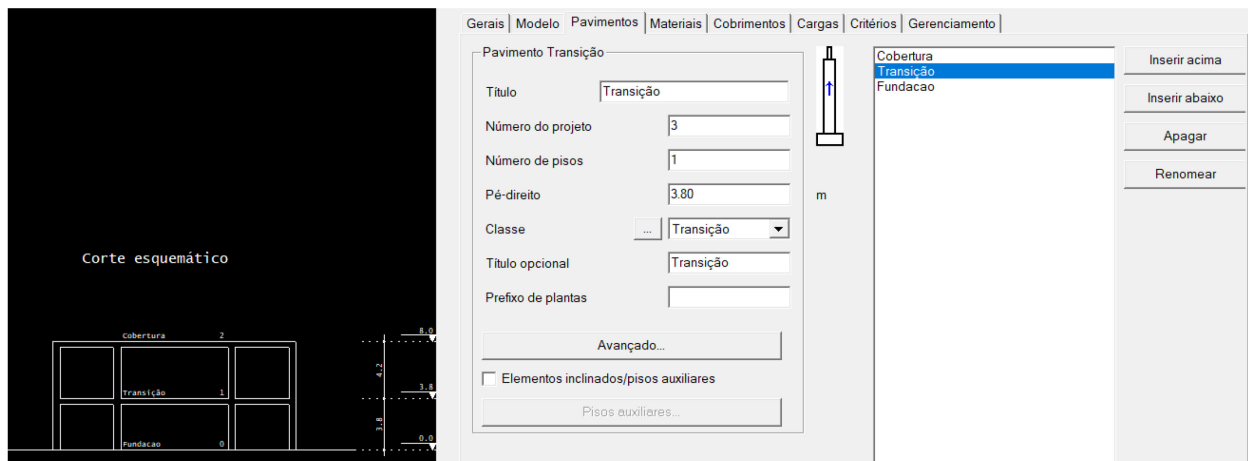 Corte esquemático
Cobertura 2
Transição 1
Fundacao 0
8.0
4.2
3.8
3.8
0.0
Gerais Modelo Pavimentos Materiais Cobrimentos Cargas Critérios Gerenciamento
Pavimento Transição
Título Transição
Número do projeto 3
Número de pisos 1
Pé-direito 3.80 m
Classe ... Transição
Título opcional Transição
Prefixo de plantas
Avançado...
Elementos inclinados/pisos auxiliares
Pisos auxiliares...
Cobertura
Transição
Fundacao
Inserir acima
Inserir abaixo
Apagar
Renomear